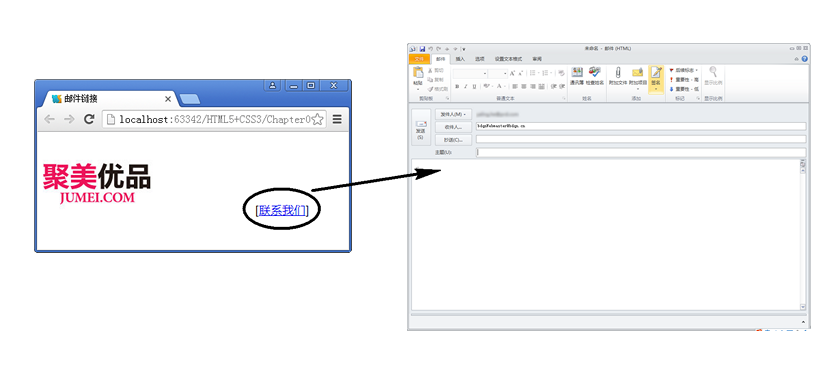 邮件链接
localhost:63342/HTML5+CSS3/Chapter0
聚美优品
JUMEI.COM
[联系我们]
未命名 - 邮件 (HTML)
文件 邮件 插入 选项 设置文本格式 审阅
粘贴
剪切
复制
格式刷
剪贴板
普通文本
通讯簿 检查姓名
姓名
附加文件 附加项目 签名
添加
后续标志
重要性 - 高
重要性 - 低
标记
显示比例
显示比例
发送
(S)
发件人(M)
收件人...
抄送(C)...
主题(U):